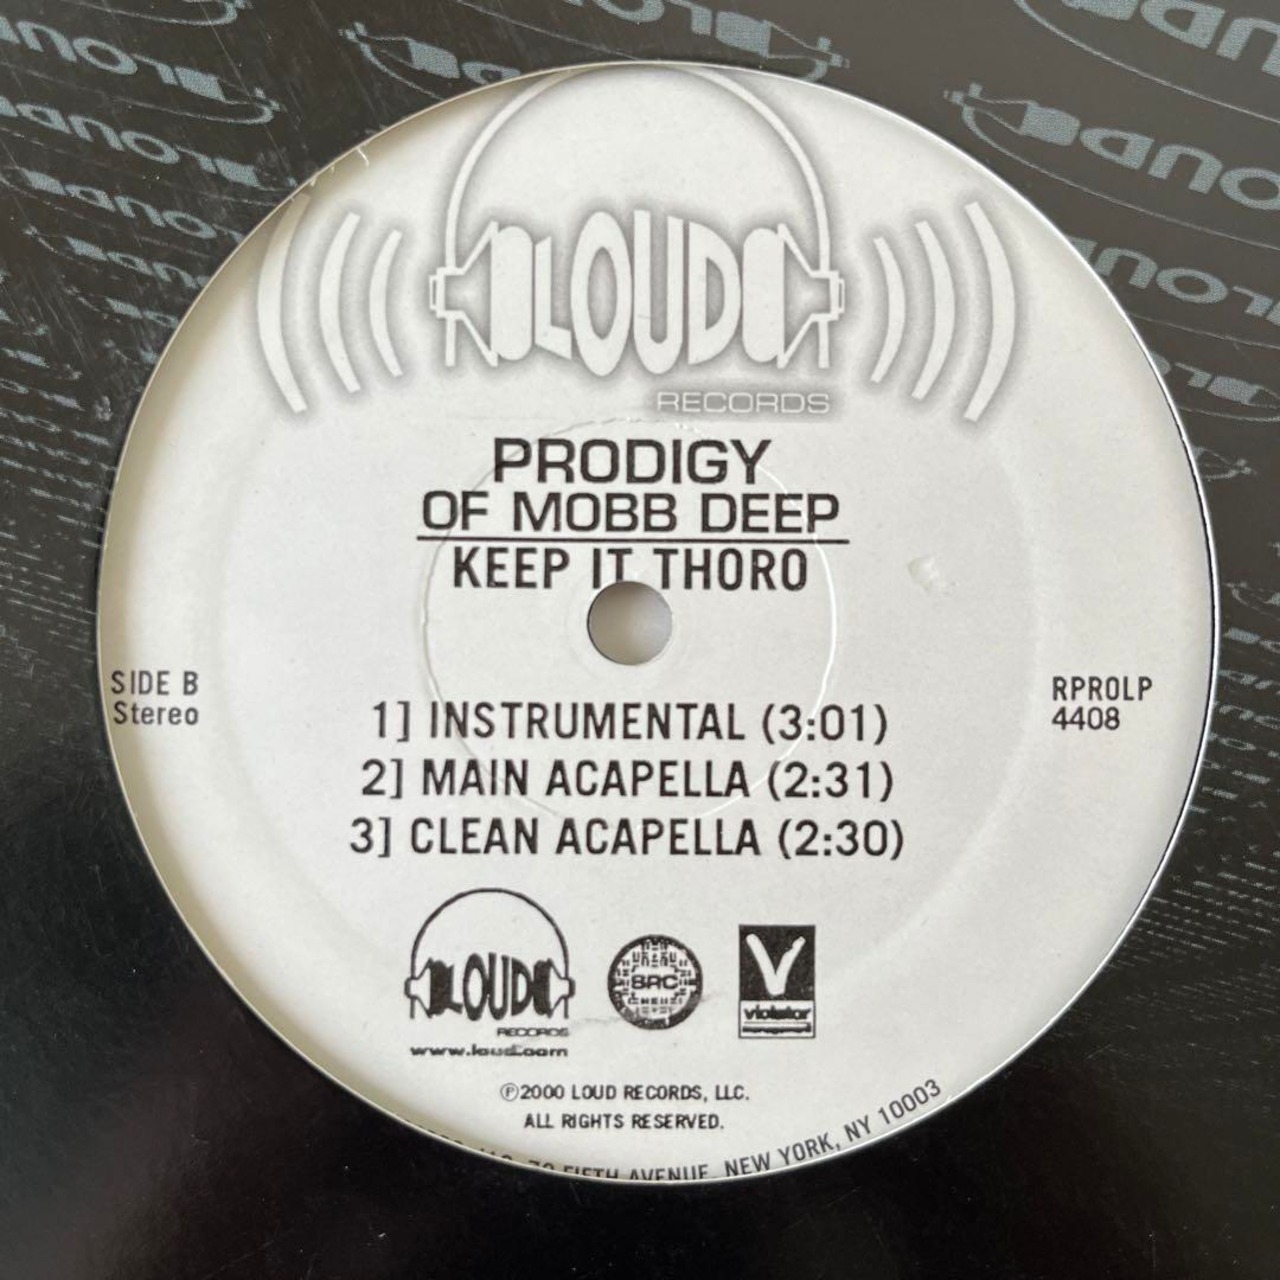 LOUD
RECORDS
PRODIGY
OF MOBB DEEP
KEEP IT THORO
SIDE B
Stereo
RPROLP
4408
1] INSTRUMENTAL (3:01)
2] MAIN ACAPELLA (2:31)
3] CLEAN ACAPELLA (2:30)
LOUD
RECORDS
www.loud.com
SRC
V
violator
management
℗2000 LOUD RECORDS, LLC.
ALL RIGHTS RESERVED.
70 FIFTH AVENUE, NEW YORK, NY 10003